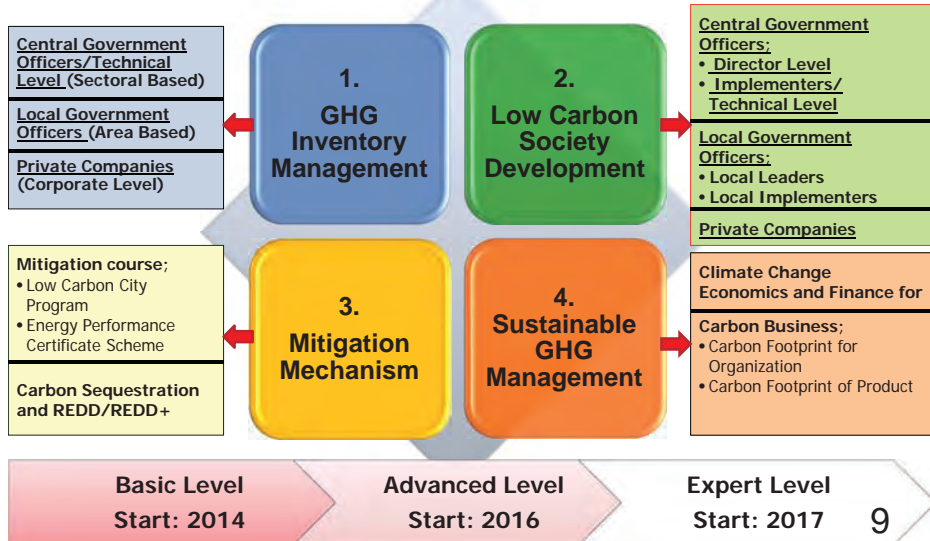 Central Government
Officers/Technical
Level (Sectoral Based)
Local Government
Officers (Area Based)
Private Companies
(Corporate Level)
1.
GHG
Inventory
Management
2.
Low Carbon
Society
Development
Central Government
Officers;
• Director Level
• Implementers/
Technical Level
Local Government
Officers;
• Local Leaders
• Local Implementers
Private Companies
Mitigation course;
• Low Carbon City
Program
• Energy Performance
Certificate Scheme
Carbon Sequestration
and REDD/REDD+
3.
Mitigation
Mechanism
4.
Sustainable
GHG
Management
Climate Change
Economics and Finance for
Carbon Business;
• Carbon Footprint for
Organization
• Carbon Footprint of Product
Basic Level
Start: 2014
Advanced Level
Start: 2016
Expert Level
Start: 2017
9